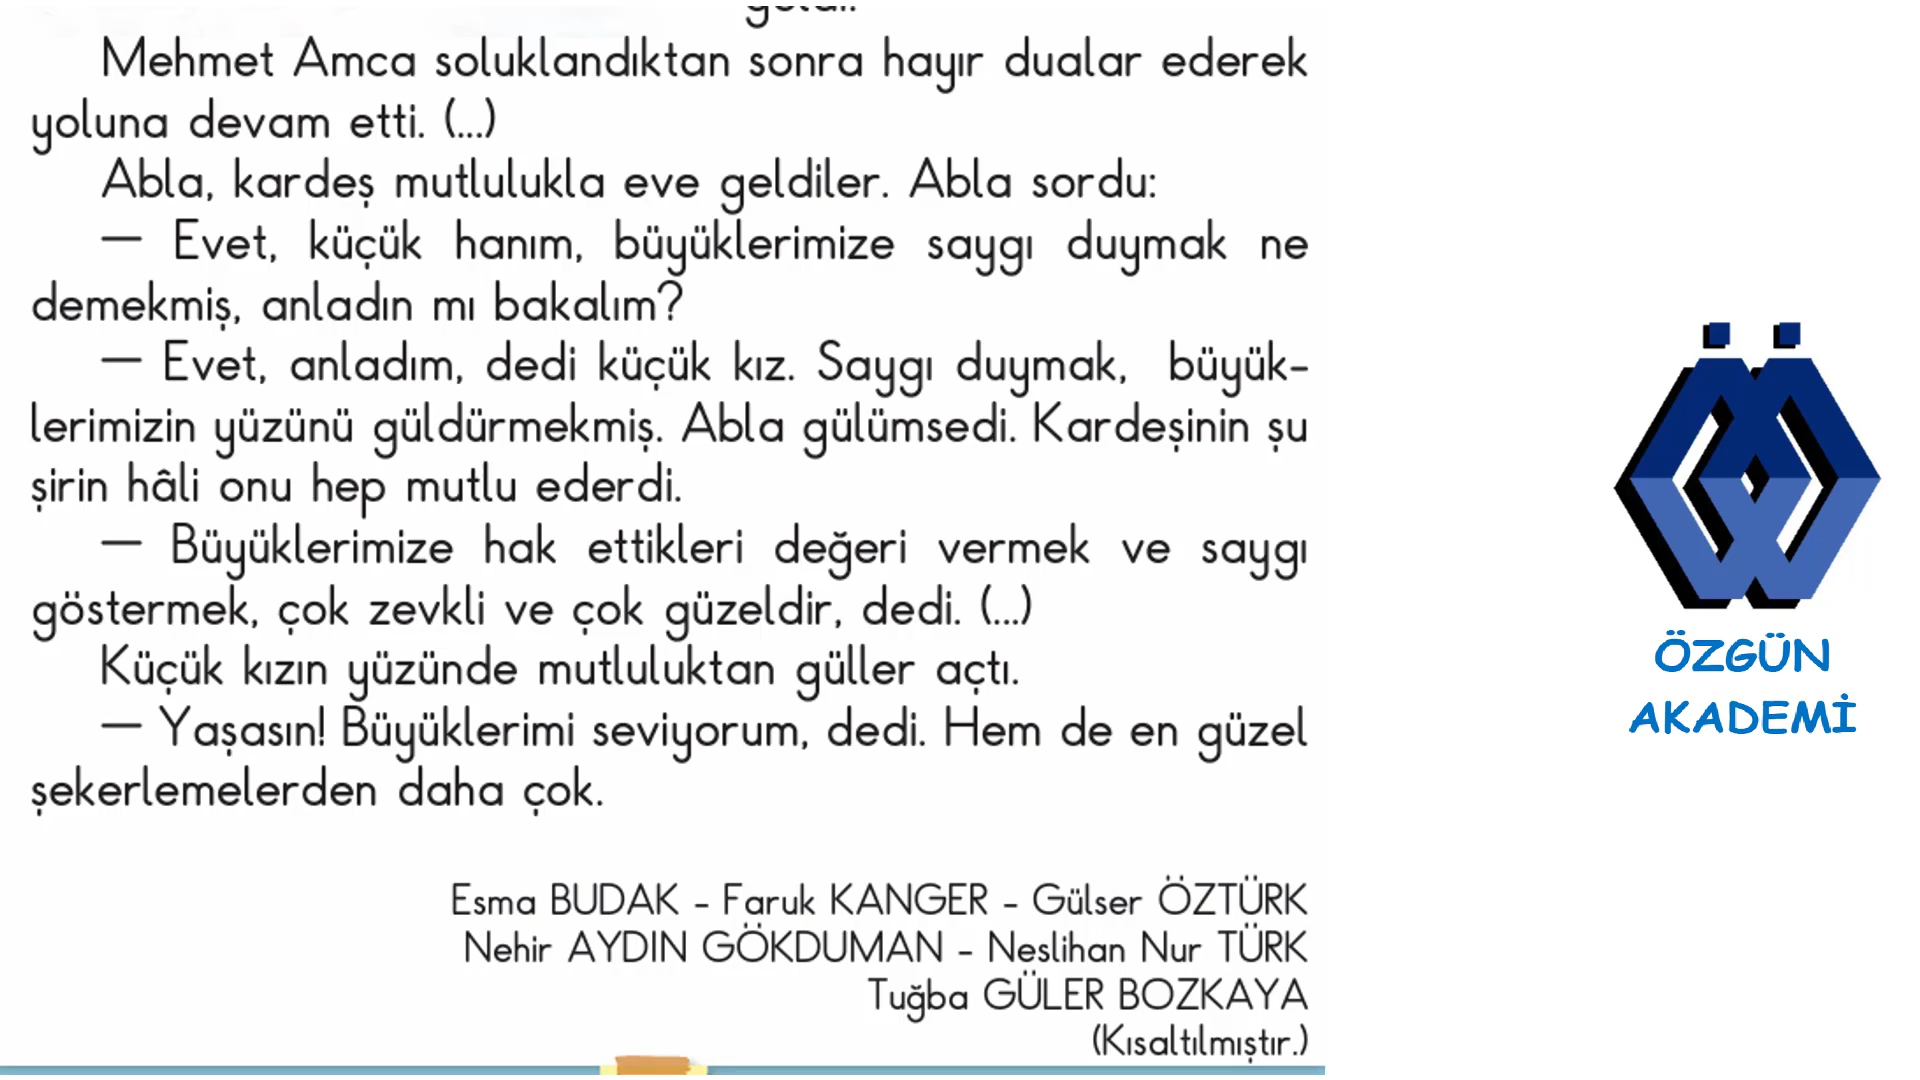 Mehmet Amca soluklandıktan sonra hayır dualar ederek
yoluna devam etti. (...)
Abla, kardeş mutlulukla eve geldiler. Abla sordu:
— Evet, küçük hanım, büyüklerimize saygı duymak ne
demekmiş, anladın mı bakalım?
— Evet, anladım, dedi küçük kız. Saygı duymak, büyük-
lerimizin yüzünü güldürmekmiş. Abla gülümsedi. Kardeşinin şu
şirin hâli onu hep mutlu ederdi.
— Büyüklerimize hak ettikleri değeri vermek ve saygı
göstermek, çok zevkli ve çok güzeldir, dedi. (...)
Küçük kızın yüzünde mutluluktan güller açtı.
— Yaşasın! Büyüklerimi seviyorum, dedi. Hem de en güzel
şekerlemelerden daha çok.
Esma BUDAK - Faruk KANGER - Gülser ÖZTÜRK
Nehir AYDIN GÖKDUMAN - Neslihan Nur TÜRK
Tuğba GÜLER BOZKAYA
(Kısaltılmıştır.)
ÖZGÜN
AKADEMİ